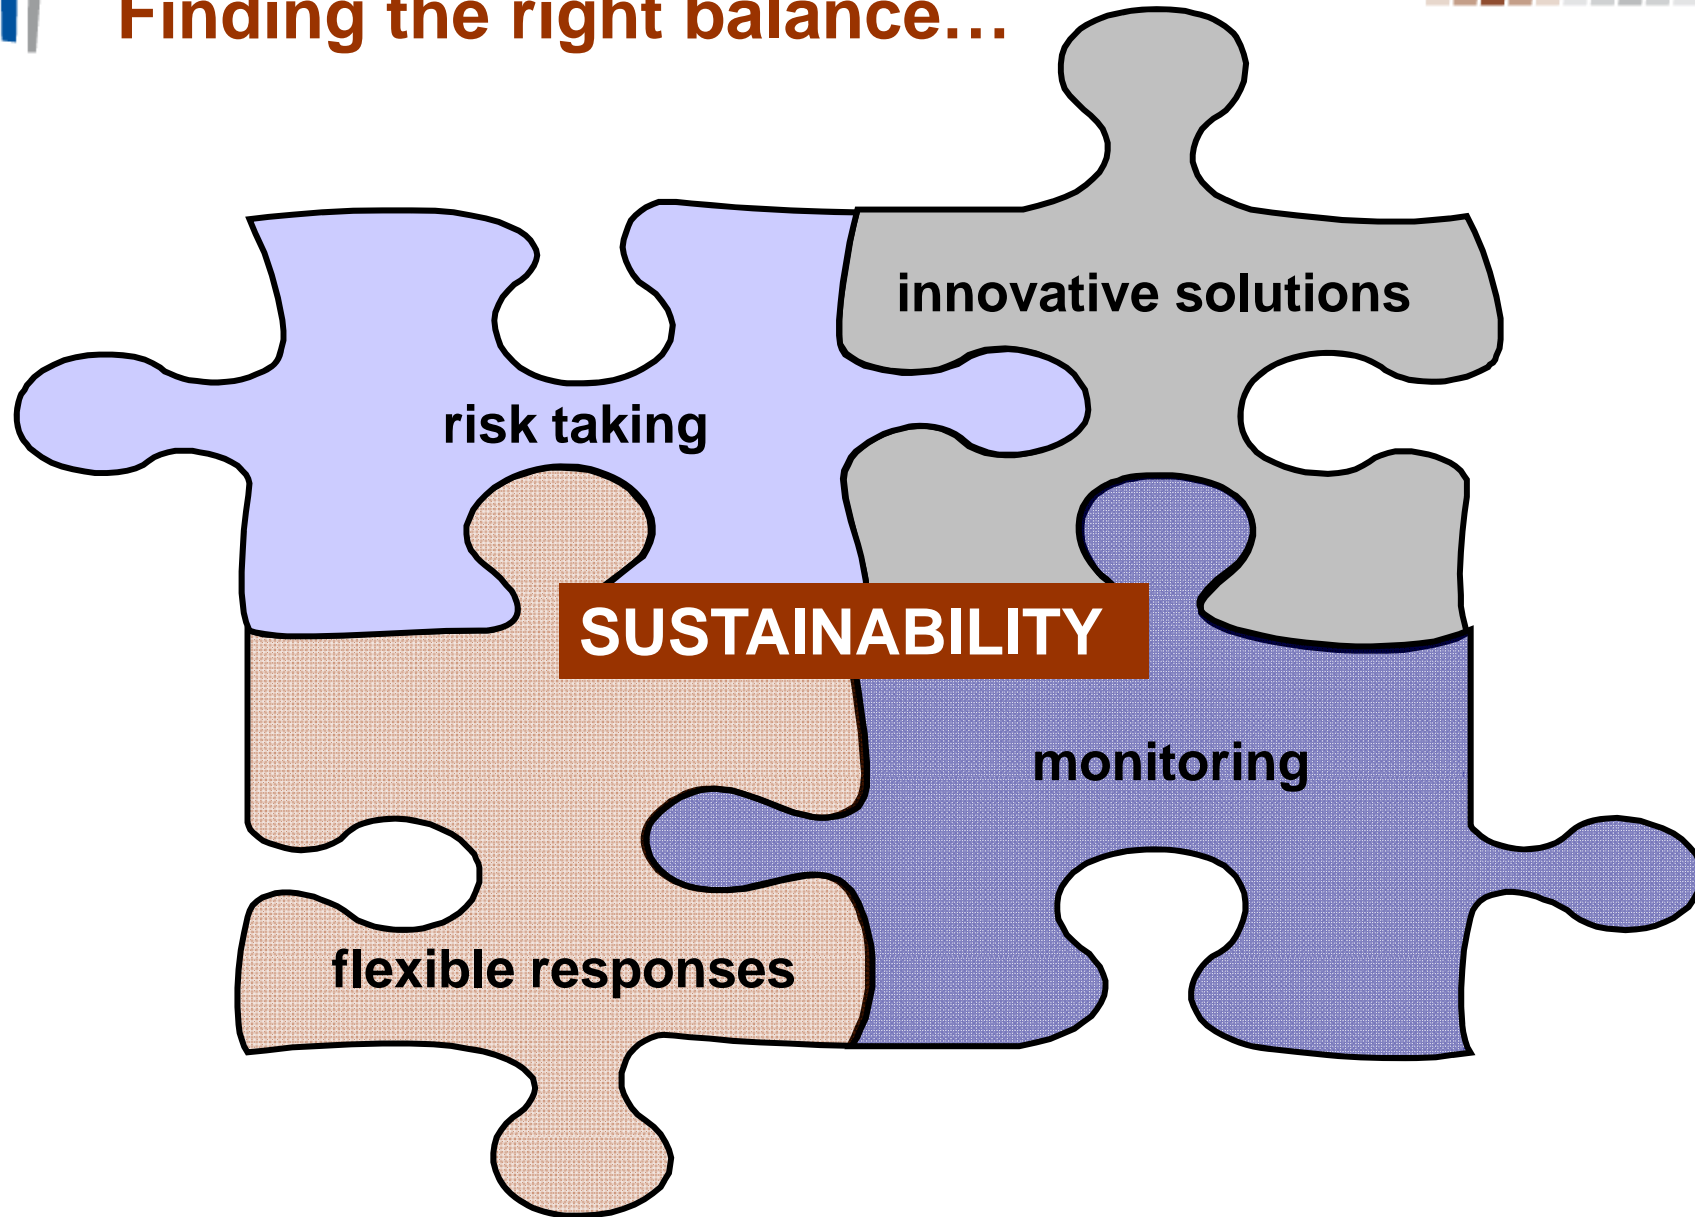 Finding the right balance…
innovative solutions
risk taking
SUSTAINABILITY
monitoring
flexible responses